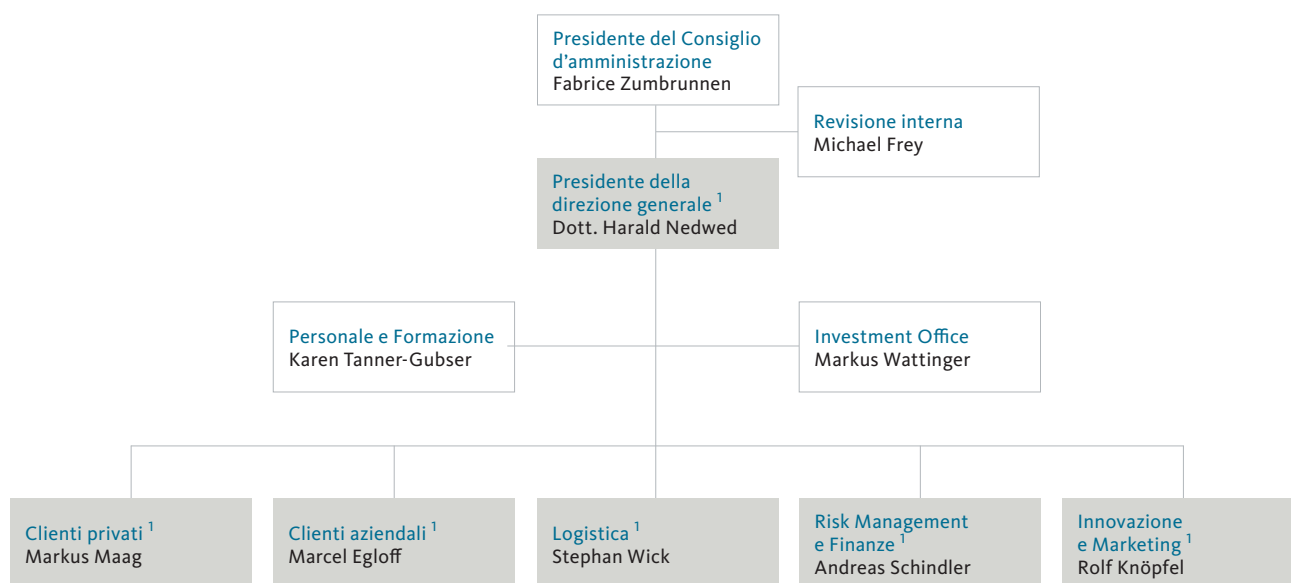 Presidente del Consiglio
d’amministrazione
Fabrice Zumbrunnen
Revisione interna
Michael Frey
Presidente della
direzione generale ¹
Dott. Harald Nedwed
Personale e Formazione
Karen Tanner-Gubser
Investment Office
Markus Wattinger
Clienti privati ¹
Markus Maag
Clienti aziendali ¹
Marcel Egloff
Logistica ¹
Stephan Wick
Risk Management
e Finanze ¹
Andreas Schindler
Innovazione
e Marketing ¹
Rolf Knöpfel